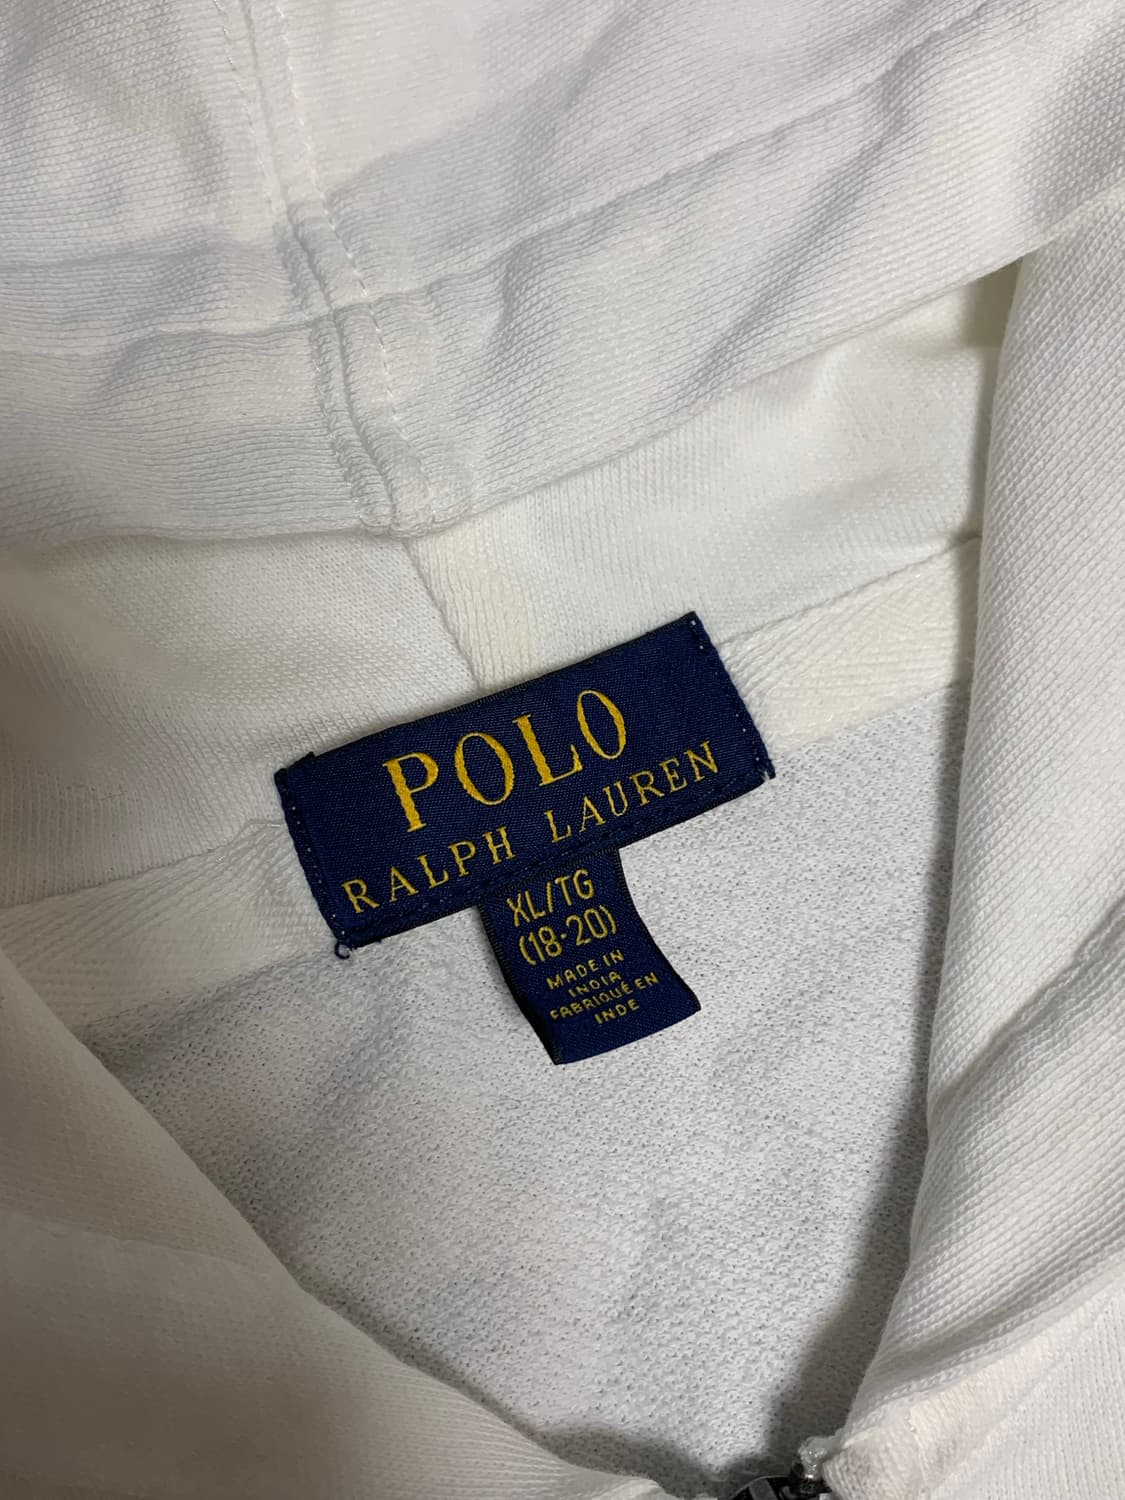 POLO
RALPH LAUREN
XL/TG
(18-20)
MADE IN
INDIA
FABRIQUÉ EN
INDE